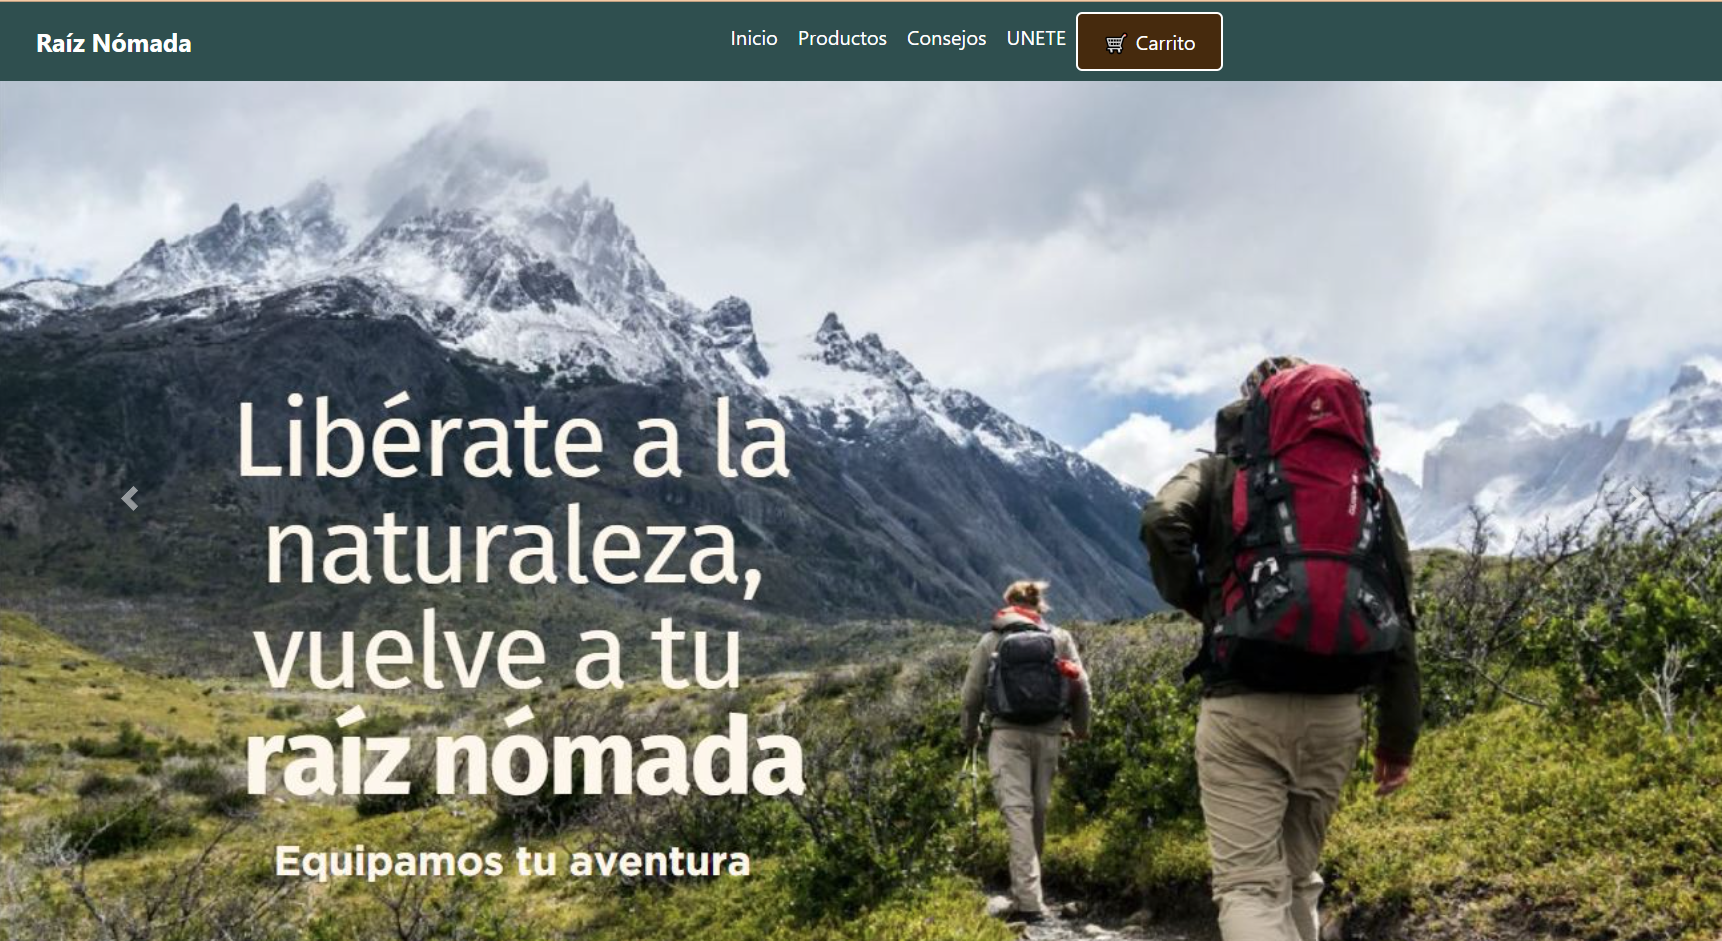 Raíz Nómada
Inicio Productos Consejos UNETE Carrito
Libérate a la
naturaleza,
vuelve a tu
raíz nómada
Equipamos tu aventura